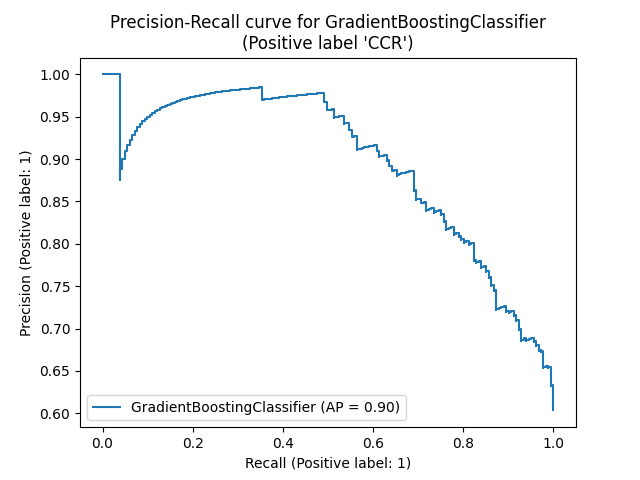 Precision-Recall curve for GradientBoostingClassifier
(Positive label 'CCR')
1.00
0.95
0.90
0.85
0.80
0.75
0.70
0.65
0.60
Precision (Positive label: 1)
GradientBoostingClassifier (AP = 0.90)
0.0 0.2 0.4 0.6 0.8 1.0
Recall (Positive label: 1)